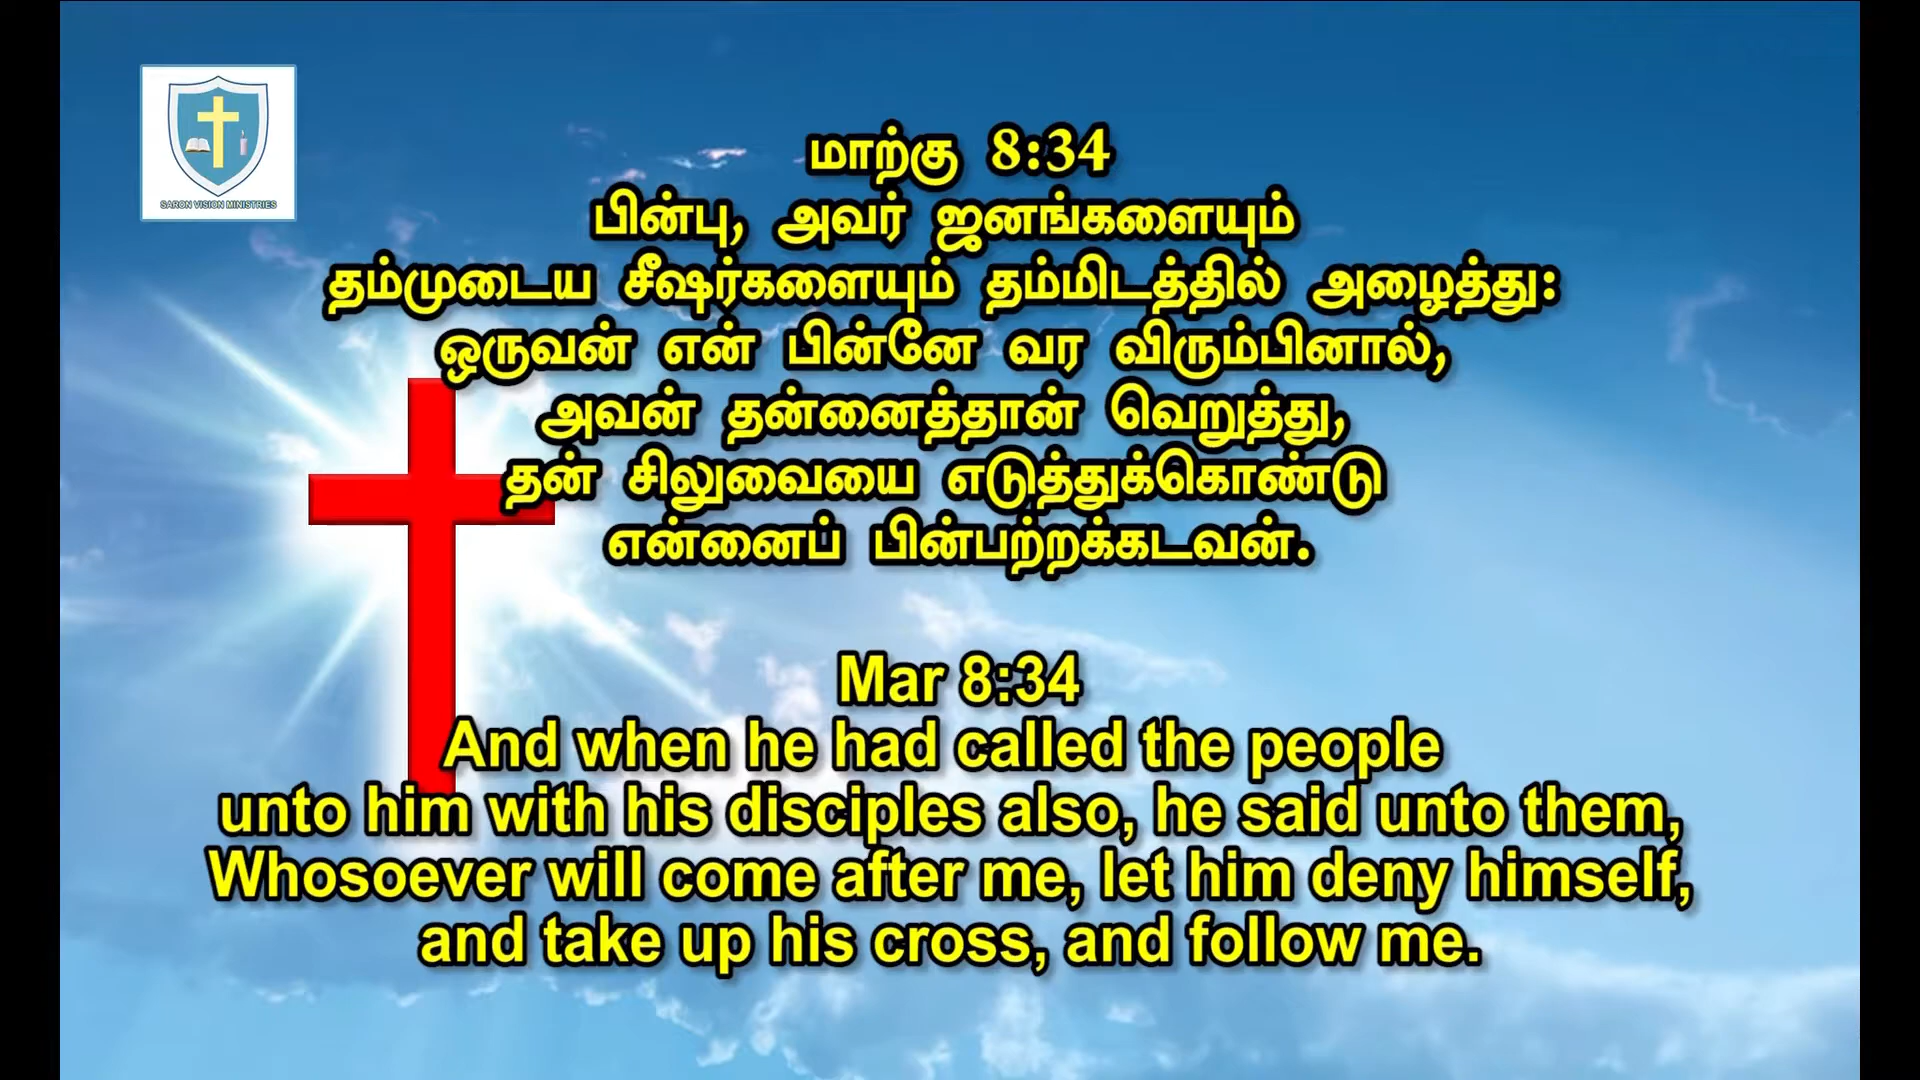 SARON VISION MINISTRIES
மாற்கு 8:34
பின்பு, அவர் ஜனங்களையும்
தம்முடைய சீஷர்களையும் தம்மிடத்தில் அழைத்து:
ஒருவன் என் பின்னே வர விரும்பினால்,
அவன் தன்னைத்தான் வெறுத்து,
தன் சிலுவையை எடுத்துக்கொண்டு
என்னைப் பின்பற்றக்கடவன்.
Mar 8:34
And when he had called the people
unto him with his disciples also, he said unto them,
Whosoever will come after me, let him deny himself,
and take up his cross, and follow me.